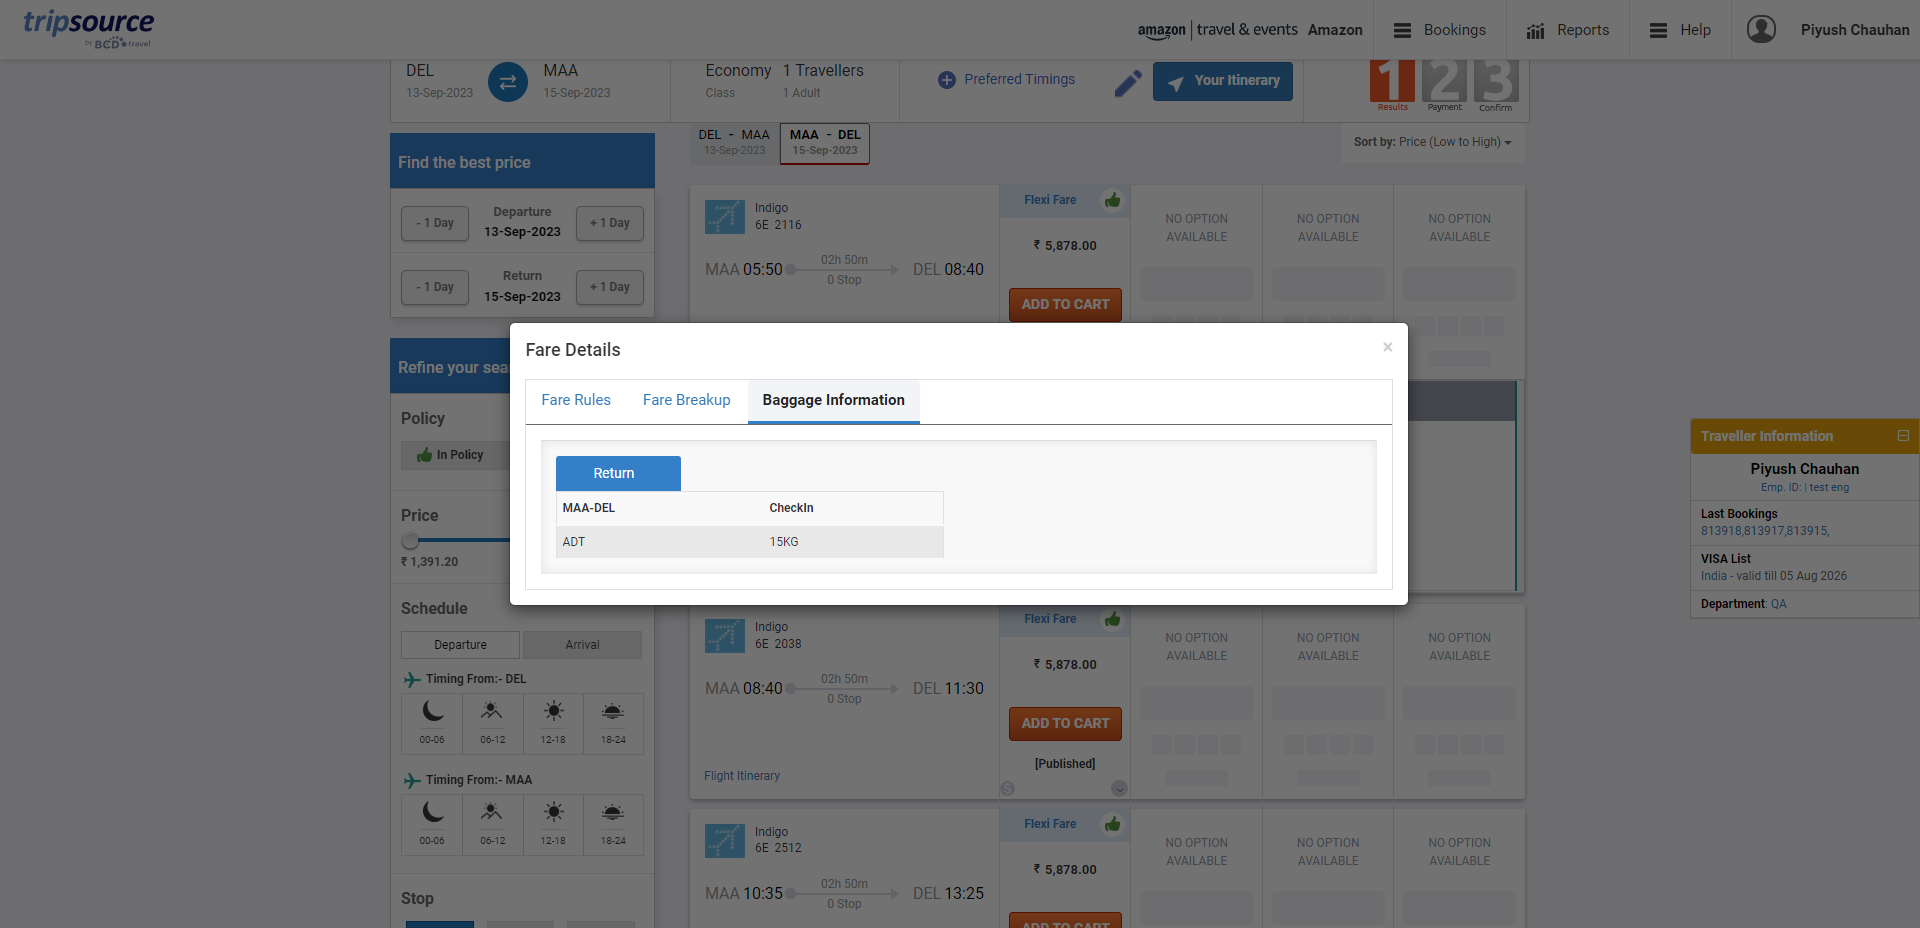 tripsource
by BCD travel
amazon | travel & events Amazon
Bookings
Reports
Help
Piyush Chauhan
DEL
13-Sep-2023
MAA
15-Sep-2023
Economy
Class
1 Travellers
1 Adult
Preferred Timings
Your Itinerary
1 2 3
Results
Payment
Confirm
DEL - MAA
13-Sep-2023
MAA - DEL
15-Sep-2023
Sort by: Price (Low to High)
Find the best price
- 1 Day
Departure
13-Sep-2023
+ 1 Day
- 1 Day
Return
15-Sep-2023
+ 1 Day
Indigo
6E 2116
MAA 05:50
02h 50m
0 Stop
DEL 08:40
Flexi Fare
₹ 5,878.00
ADD TO CART
NO OPTION
AVAILABLE
NO OPTION
AVAILABLE
NO OPTION
AVAILABLE
Refine your sea
Policy
In Policy
Price
₹ 1,391.20
Schedule
Departure
Arrival
Timing From:- DEL
00-06
06-12
12-18
18-24
Timing From:- MAA
00-06
06-12
12-18
18-24
Stop
Fare Details
×
Fare Rules
Fare Breakup
Baggage Information
Return
MAA-DEL CheckIn
ADT 15KG
Indigo
6E 2038
MAA 08:40
02h 50m
0 Stop
DEL 11:30
Flight Itinerary
Flexi Fare
₹ 5,878.00
ADD TO CART
[Published]
S
NO OPTION
AVAILABLE
NO OPTION
AVAILABLE
NO OPTION
AVAILABLE
Indigo
6E 2512
MAA 10:35
02h 50m
0 Stop
DEL 13:25
Flexi Fare
₹ 5,878.00
ADD TO CART
NO OPTION
AVAILABLE
NO OPTION
AVAILABLE
NO OPTION
AVAILABLE
Traveller Information
Piyush Chauhan
Emp. ID: | test eng
Last Bookings
813918,813917,813915,
VISA List
India - valid till 05 Aug 2026
Department: QA